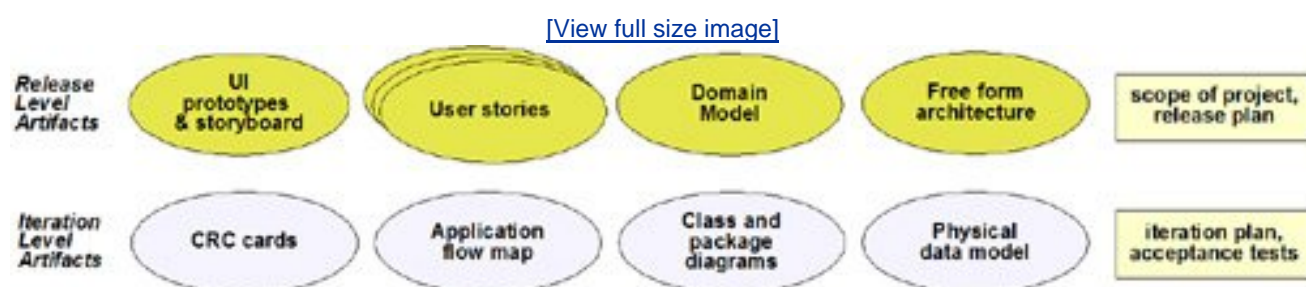 [View full size image]
Release
Level
Artifacts
UI
prototypes
& storyboard
User stories
Domain
Model
Free form
architecture
scope of project,
release plan
Iteration
Level
Artifacts
CRC cards
Application
flow map
Class and
package
diagrams
Physical
data model
iteration plan,
acceptance tests